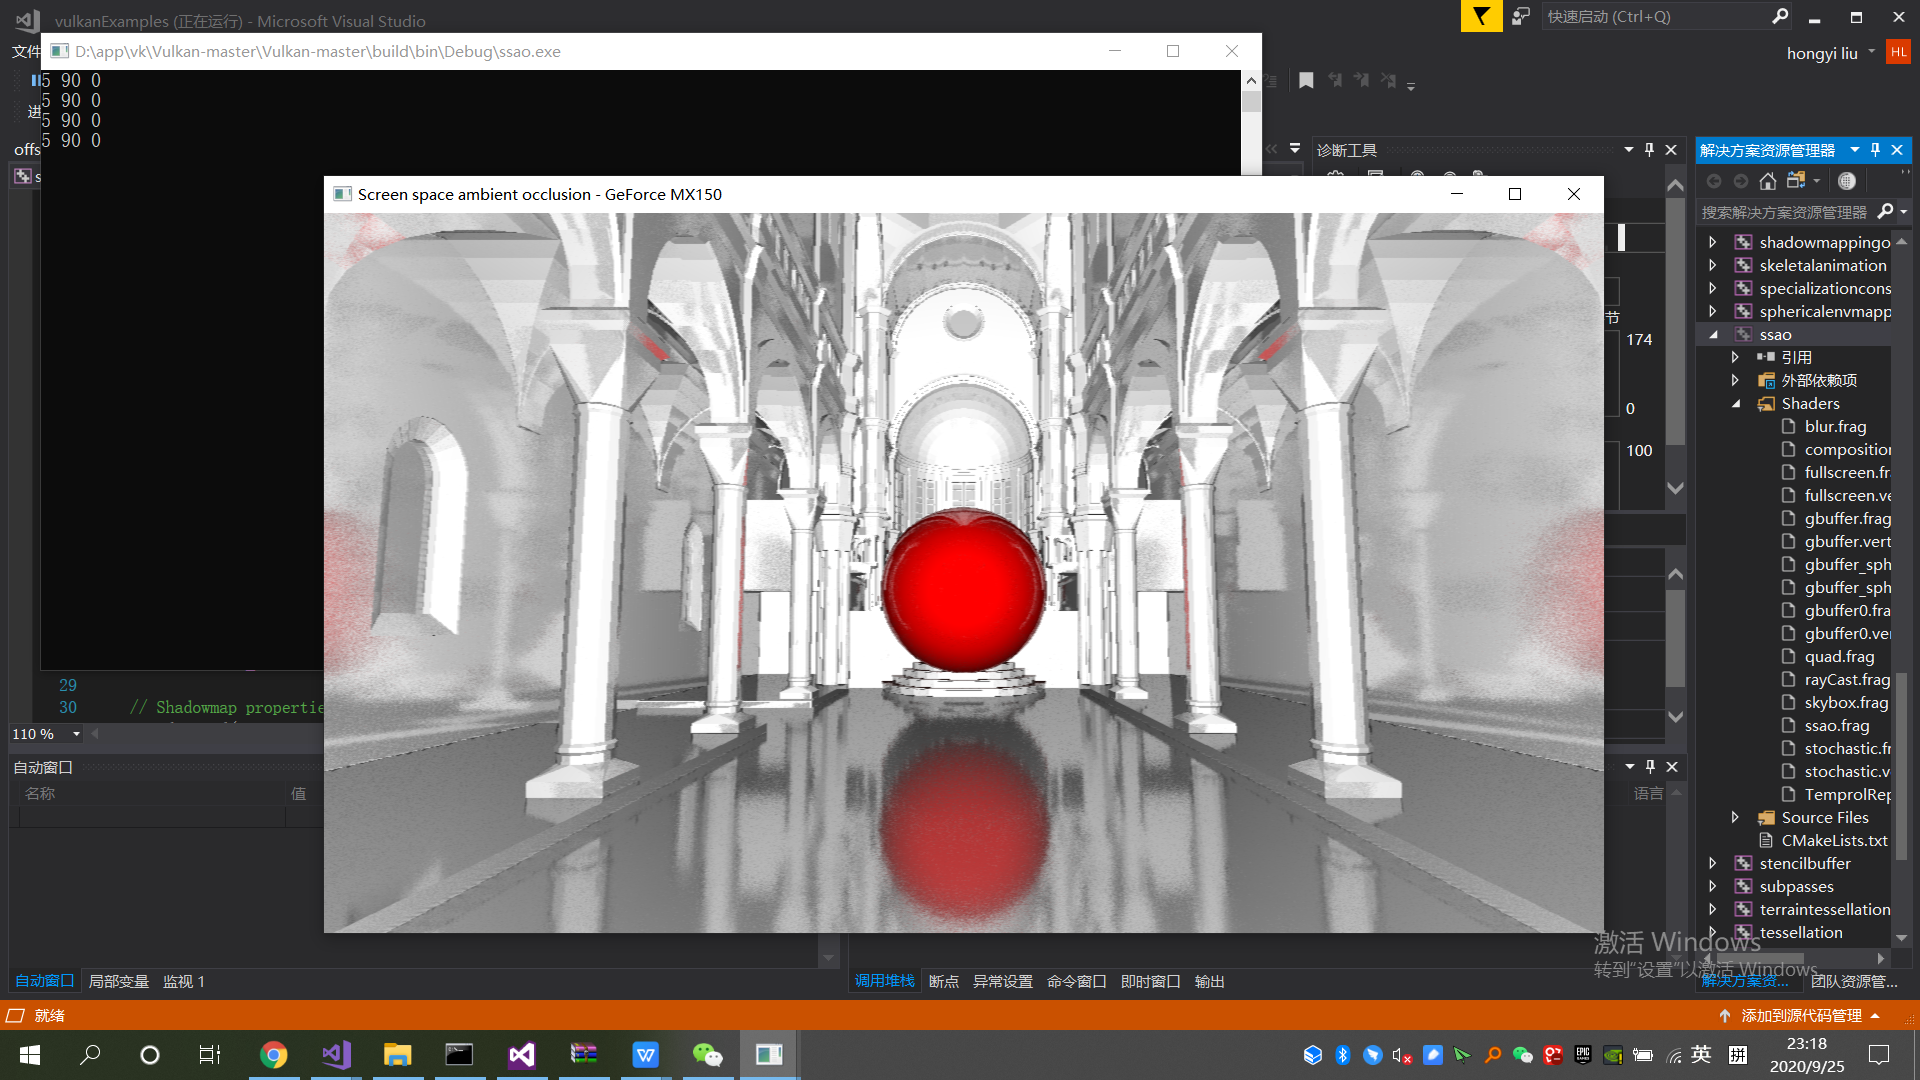 vulkanExamples (正在运行) - Microsoft Visual Studio
快速启动 (Ctrl+Q)
文件
hongyi liu
HL
D:\app\vk\Vulkan-master\Vulkan-master\build\bin\Debug\ssao.exe
5 90 0
5 90 0
5 90 0
5 90 0
进
offs
s
诊断工具
解决方案资源管理器
搜索解决方案资源管理器
Screen space ambient occlusion - GeForce MX150
节
174
0
100
shadowmappingo
skeletalanimation
specializationcons
sphericalenvmapp
ssao
引用
外部依赖项
Shaders
blur.frag
composition
fullscreen.fr
fullscreen.ve
gbuffer.frag
gbuffer.vert
gbuffer_sph
gbuffer_sph
gbuffer0.fra
gbuffer0.ver
quad.frag
rayCast.frag
skybox.frag
ssao.frag
stochastic.fr
stochastic.v
TemprolRep
Source Files
CMakeLists.txt
stencilbuffer
subpasses
terraintessellation
tessellation
29
30 // Shadowmap propertie
110 %
自动窗口
名称
值
语言
激活 Windows
转到"设置"以激活 Windows
自动窗口 局部变量 监视 1
调用堆栈 断点 异常设置 命令窗口 即时窗口 输出
解决方案资... 团队资源管...
就绪
添加到源代码管理
英
拼
23:18
2020/9/25